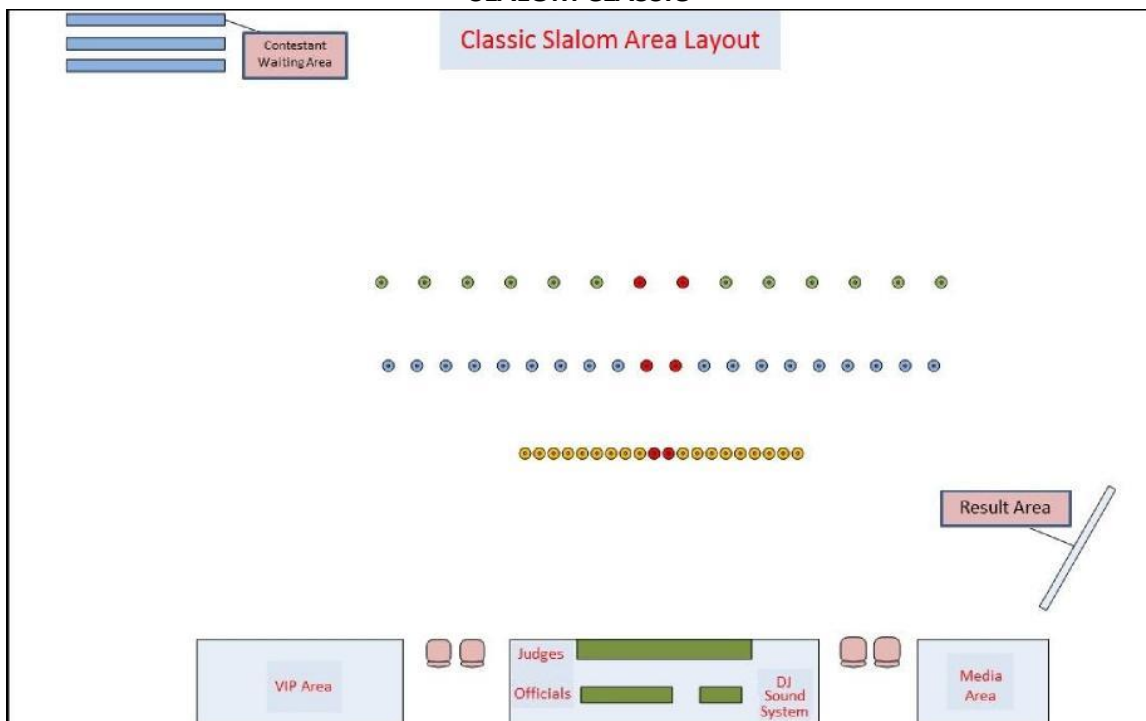 Classic Slalom Area Layout
Contestant
Waiting Area
Result Area
VIP Area
Judges
Officials
DJ
Sound
System
Media
Area